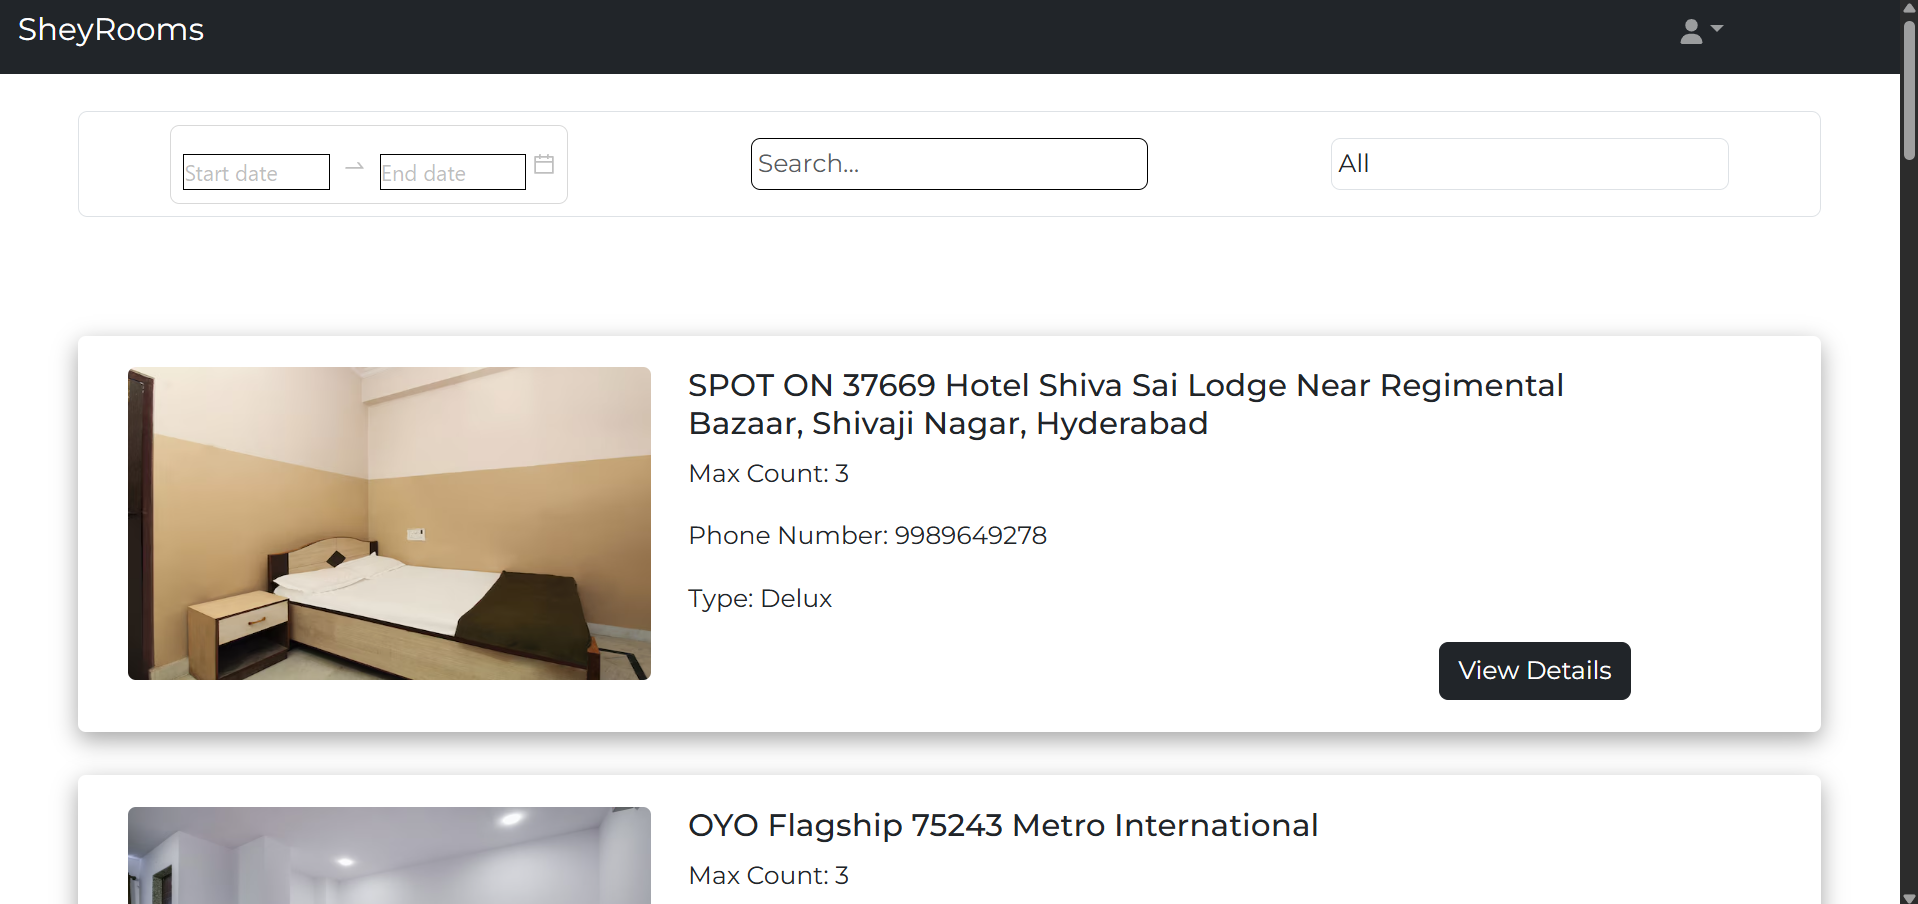 SheyRooms
Start date
End date
Search...
All
SPOT ON 37669 Hotel Shiva Sai Lodge Near Regimental
Bazaar, Shivaji Nagar, Hyderabad
Max Count: 3
Phone Number: 9989649278
Type: Delux
View Details
OYO Flagship 75243 Metro International
Max Count: 3